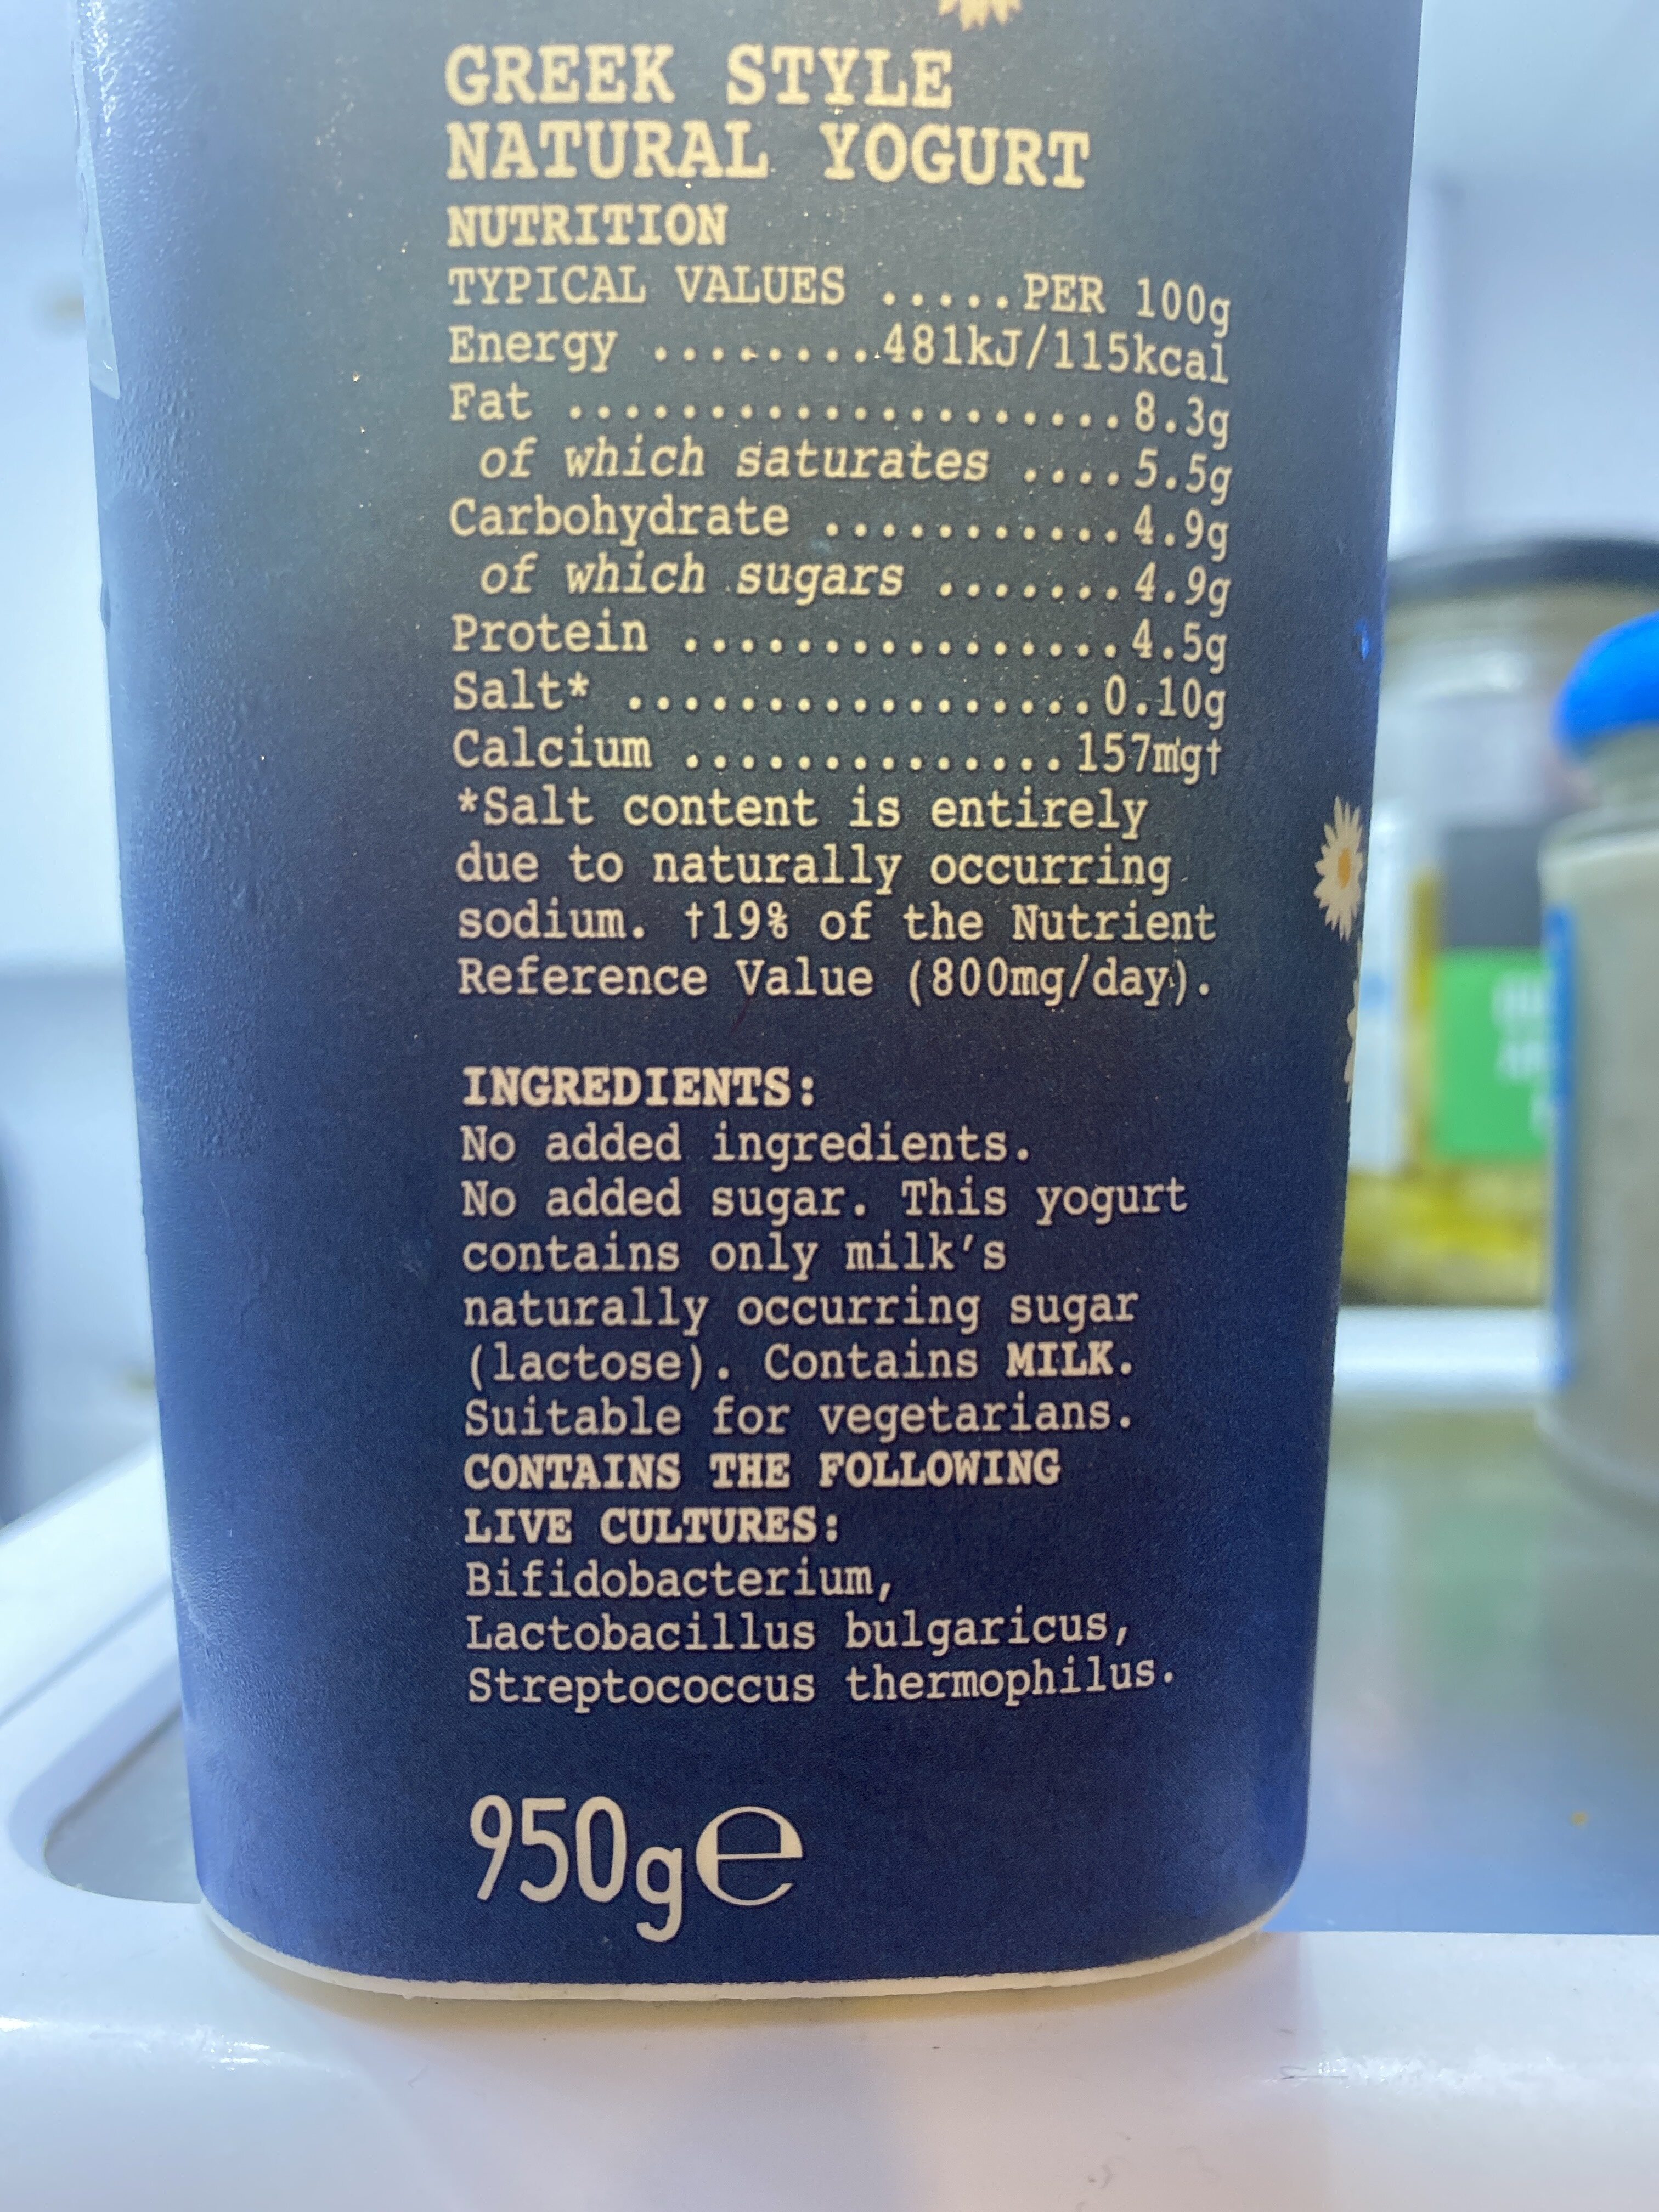 GREEK STYLE
NATURAL YOGURT
NUTRITION
TYPICAL VALUES .....PER 100g
Energy ........481kJ/115kcal
Fat ....................8.3g
of which saturates ....5.5g
Carbohydrate ...........4.9g
of which sugars .......4.9g
Protein ................4.5g
Salt* .................0.10g
Calcium ..............157mg†
*Salt content is entirely
due to naturally occurring
sodium. †19% of the Nutrient
Reference Value (800mg/day).
INGREDIENTS:
No added ingredients.
No added sugar. This yogurt
contains only milk's
naturally occurring sugar
(lactose). Contains MILK.
Suitable for vegetarians.
CONTAINS THE FOLLOWING
LIVE CULTURES:
Bifidobacterium,
Lactobacillus bulgaricus,
Streptococcus thermophilus.
950g℮